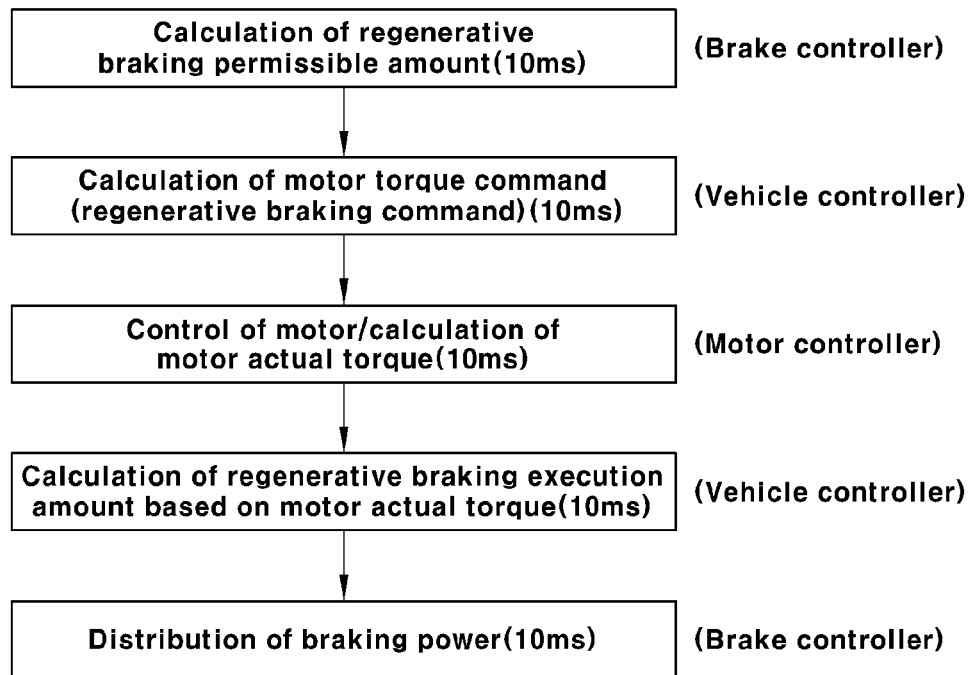 Calculation of regenerative
braking permissible amount(10ms)
(Brake controller)
Calculation of motor torque command
(regenerative braking command)(10ms)
(Vehicle controller)
Control of motor/calculation of
motor actual torque(10ms)
(Motor controller)
Calculation of regenerative braking execution
amount based on motor actual torque(10ms)
(Vehicle controller)
Distribution of braking power(10ms)
(Brake controller)